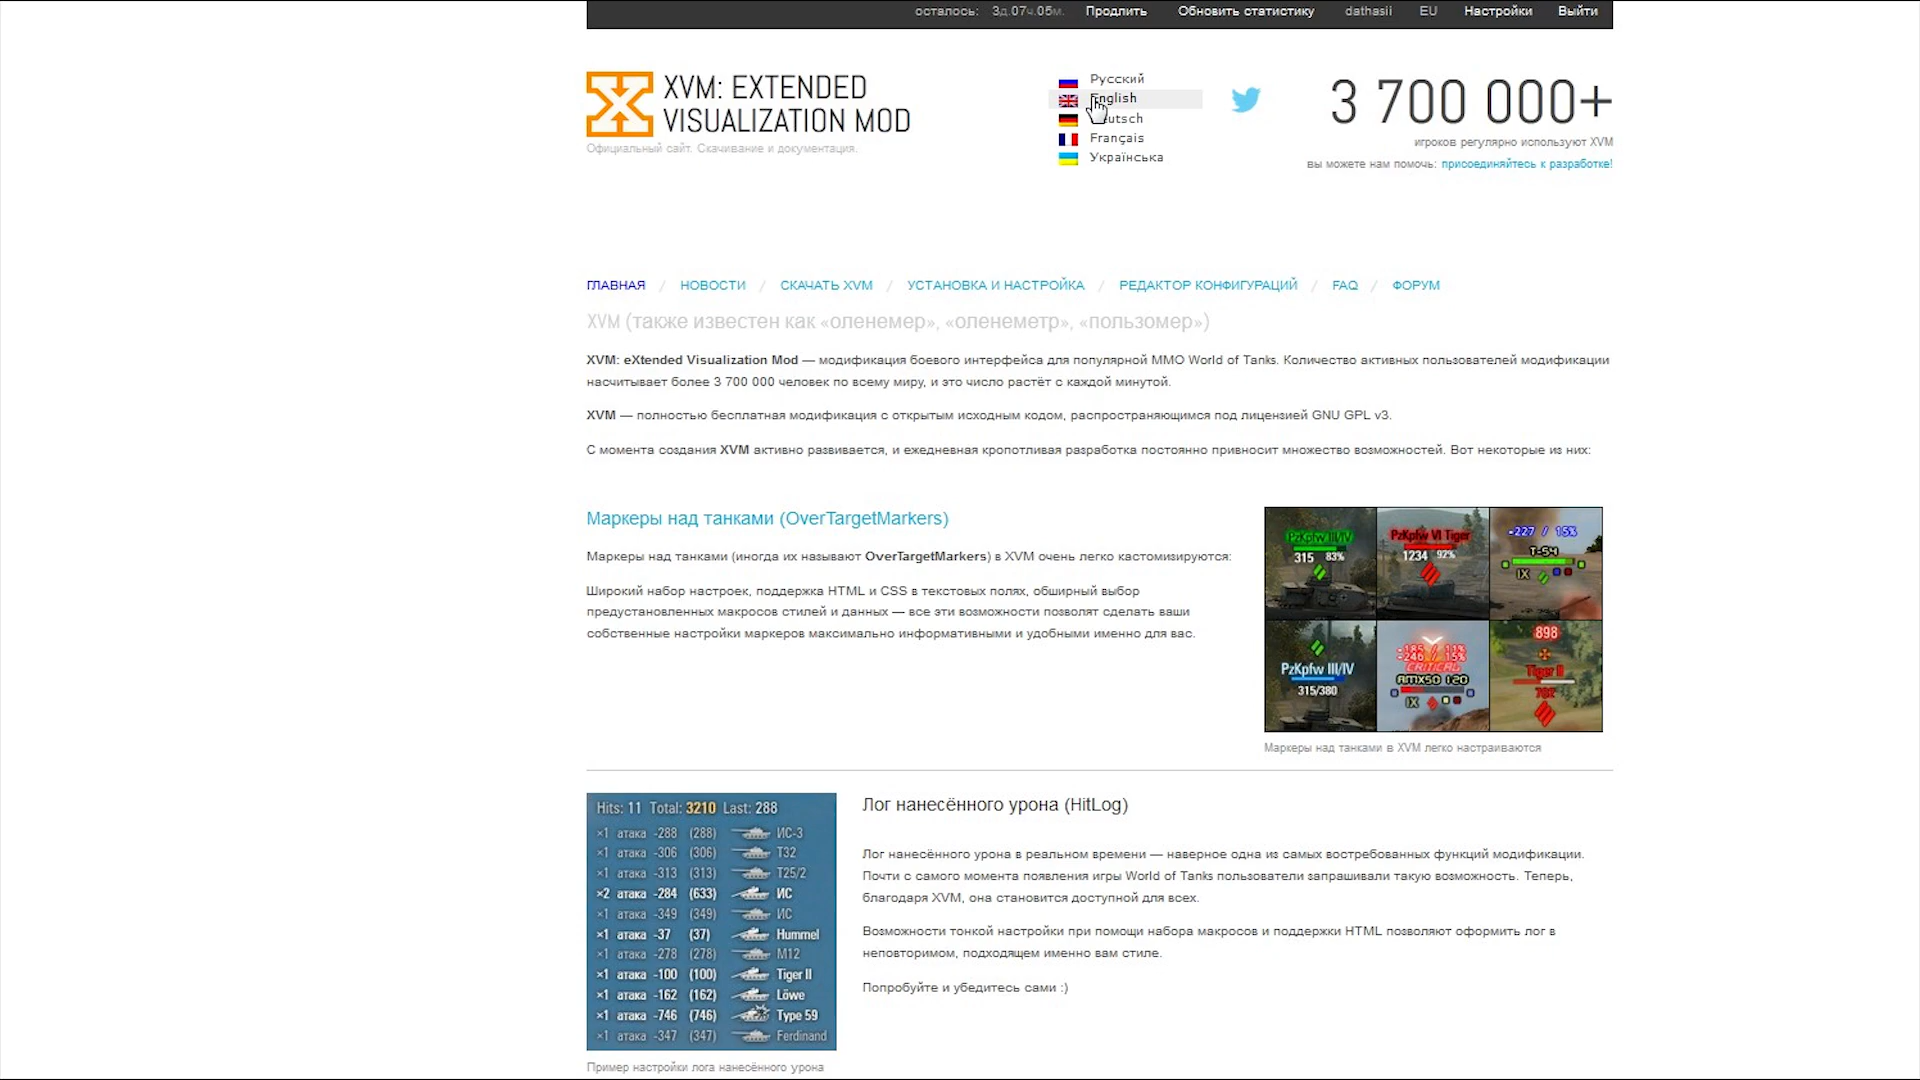 осталось: 3д.07ч.05м. Продлить Обновить статистику dathasii EU Настройки Выйти
XVM: EXTENDED
VISUALIZATION MOD
Официальный сайт. Скачивание и документация.
Русский
English
Deutsch
Français
Українська
3 700 000+
игроков регулярно используют XVM
вы можете нам помочь: присоединяйтесь к разработке!
ГЛАВНАЯ / НОВОСТИ / СКАЧАТЬ XVM / УСТАНОВКА И НАСТРОЙКА / РЕДАКТОР КОНФИГУРАЦИЙ / FAQ / ФОРУМ
XVM (также известен как «оленемер», «оленеметр», «пользомер»)
XVM: eXtended Visualization Mod — модификация боевого интерфейса для популярной MMO World of Tanks. Количество активных пользователей модификации
насчитывает более 3 700 000 человек по всему миру, и это число растёт с каждой минутой.
XVM — полностью бесплатная модификация с открытым исходным кодом, распространяющимся под лицензией GNU GPL v3.
С момента создания XVM активно развивается, и ежедневная кропотливая разработка постоянно привносит множество возможностей. Вот некоторые из них:
Маркеры над танками (OverTargetMarkers)
Маркеры над танками (иногда их называют OverTargetMarkers) в XVM очень легко кастомизируются:
Широкий набор настроек, поддержка HTML и CSS в текстовых полях, обширный выбор
предустановленных макросов стилей и данных — все эти возможности позволят сделать ваши
собственные настройки маркеров максимально информативными и удобными именно для вас.
PzKpfw III/IV
315 83%
PzKpfw VI Tiger
1234 92%
-227 / 15%
T-54
IX
PzKpfw III/IV
315/380
-185 / 11%
-246 / 15%
CRITICAL
AMX50 120
IX
898
Tiger II
Маркеры над танками в XVM легко настраиваются
Hits: 11 Total: 3210 Last: 288
×1 атака -288 (288) ИС-3
×1 атака -306 (306) T32
×1 атака -313 (313) T25/2
×2 атака -284 (633) ИС
×1 атака -349 (349) ИС
×1 атака -37 (37) Hummel
×1 атака -278 (278) M12
×1 атака -100 (100) Tiger II
×1 атака -162 (162) Löwe
×1 атака -746 (746) Type 59
×1 атака -347 (347) Ferdinand
Пример настройки лога нанесённого урона
Лог нанесённого урона (HitLog)
Лог нанесённого урона в реальном времени — наверное одна из самых востребованных функций модификации.
Почти с самого момента появления игры World of Tanks пользователи запрашивали такую возможность. Теперь,
благодаря XVM, она становится доступной для всех.
Возможности тонкой настройки при помощи набора макросов и поддержки HTML позволяют оформить лог в
неповторимом, подходящем именно вам стиле.
Попробуйте и убедитесь сами :)